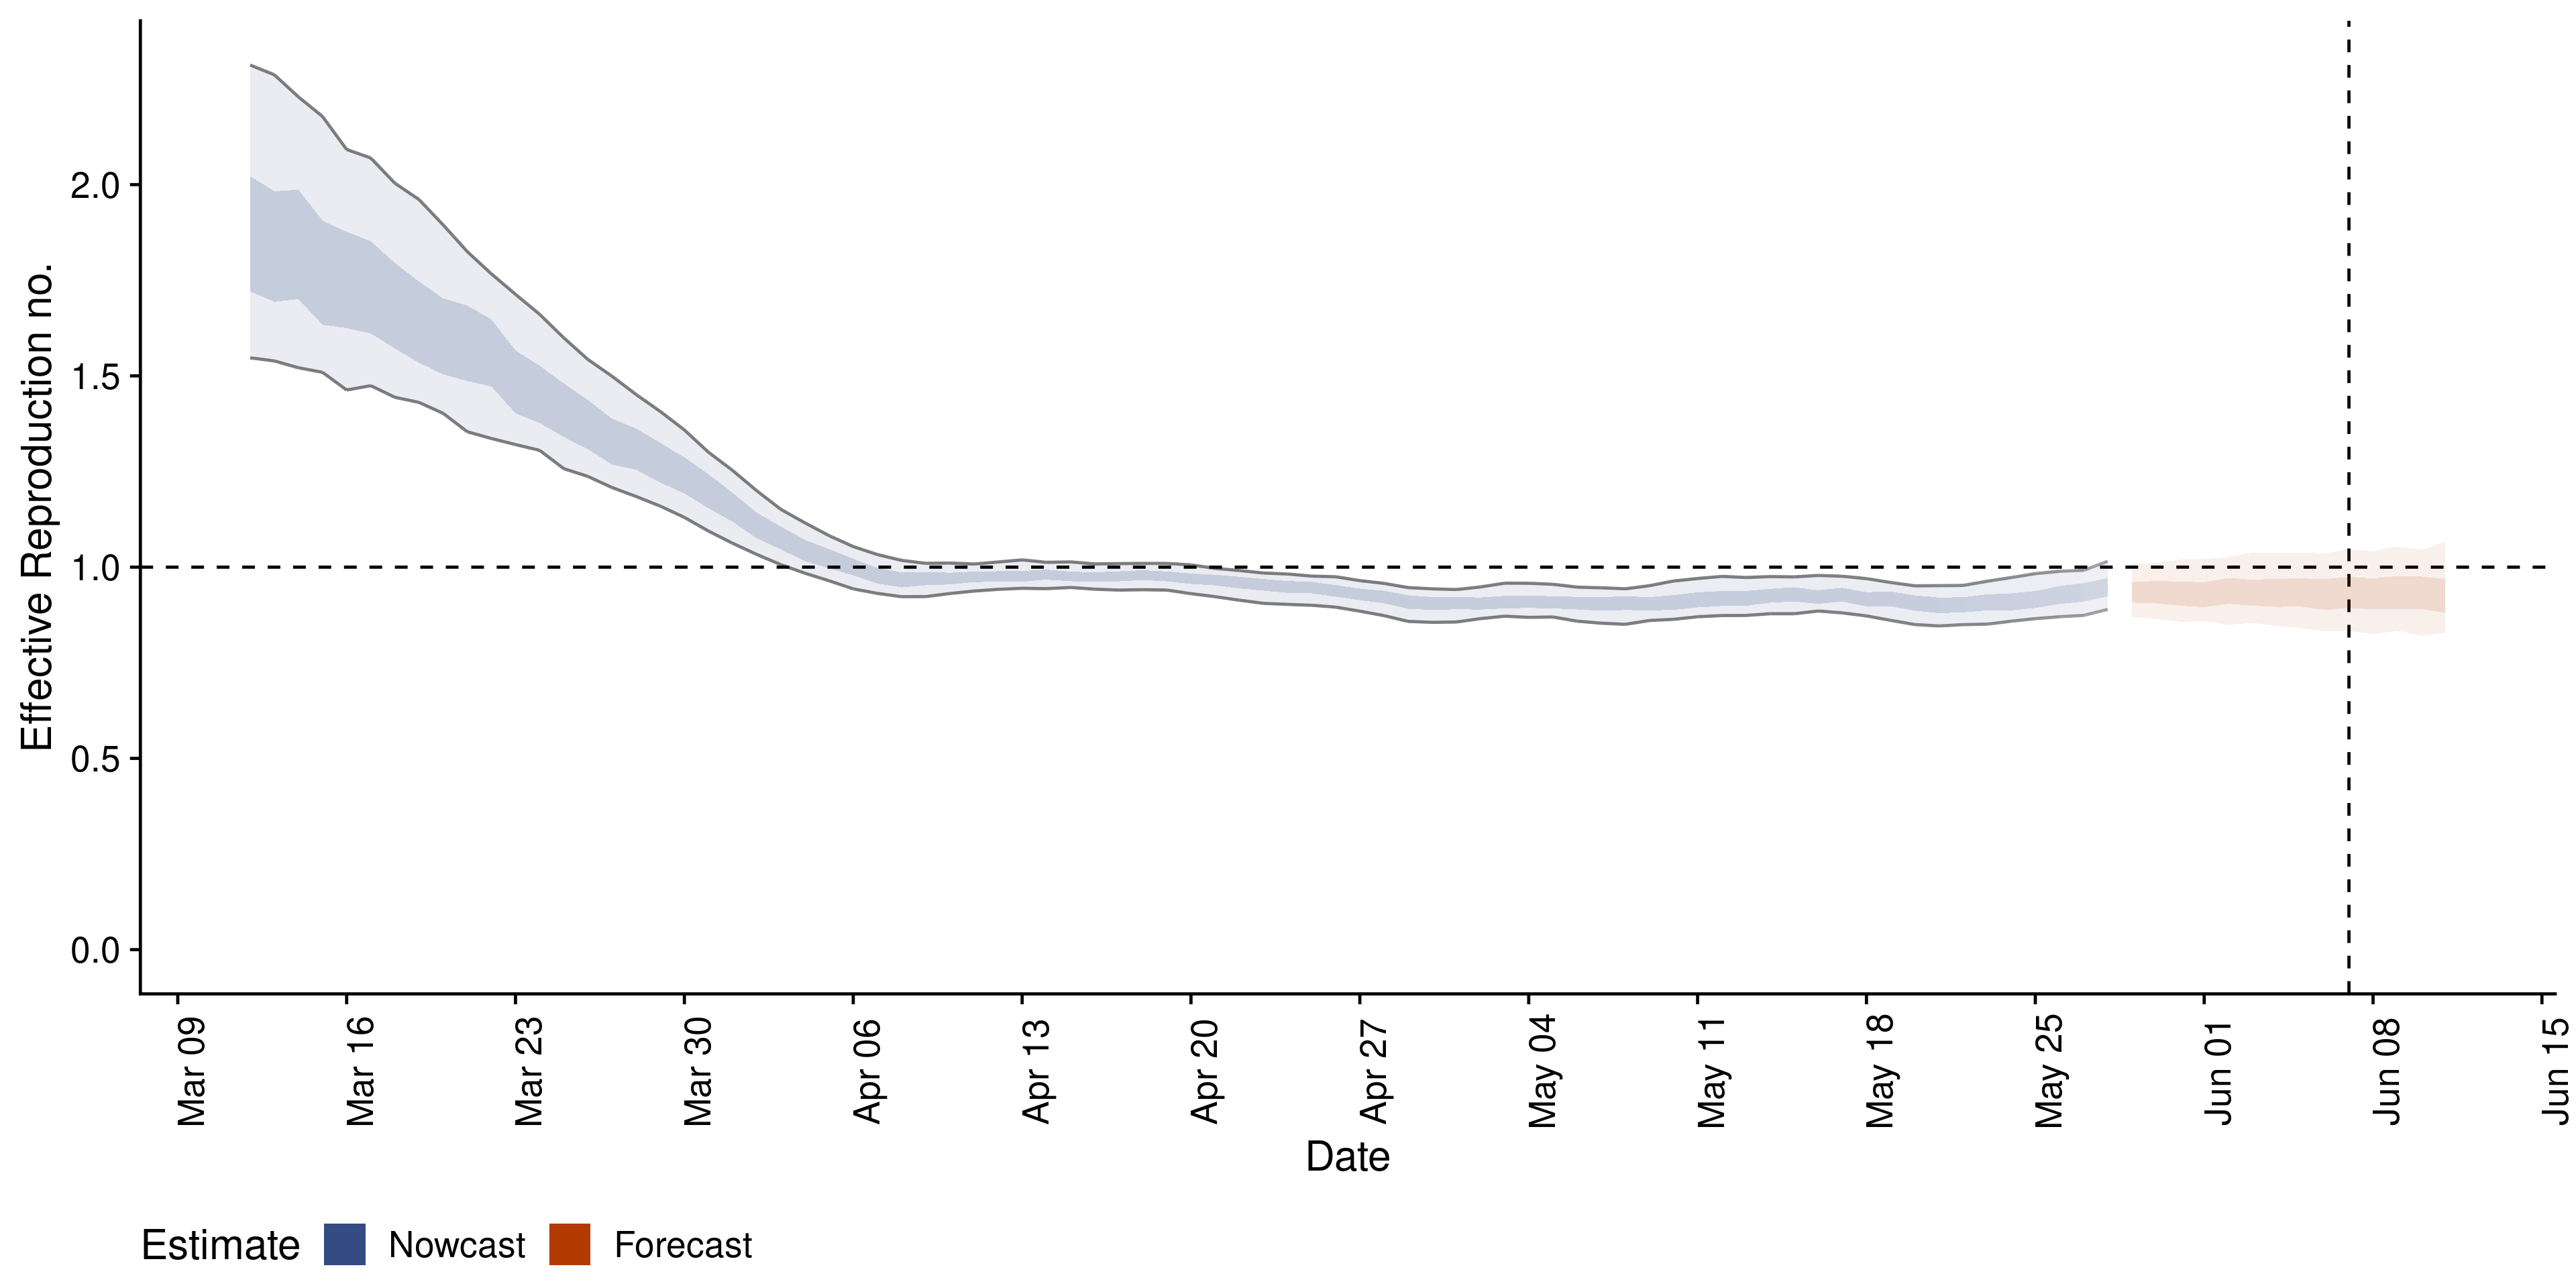 Effective Reproduction no.
2.0
1.5
1.0
0.5
0.0
Mar 09
Mar 16
Mar 23
Mar 30
Apr 06
Apr 13
Apr 20
Apr 27
May 04
May 11
May 18
May 25
Jun 01
Jun 08
Jun 15
Date
Estimate Nowcast Forecast